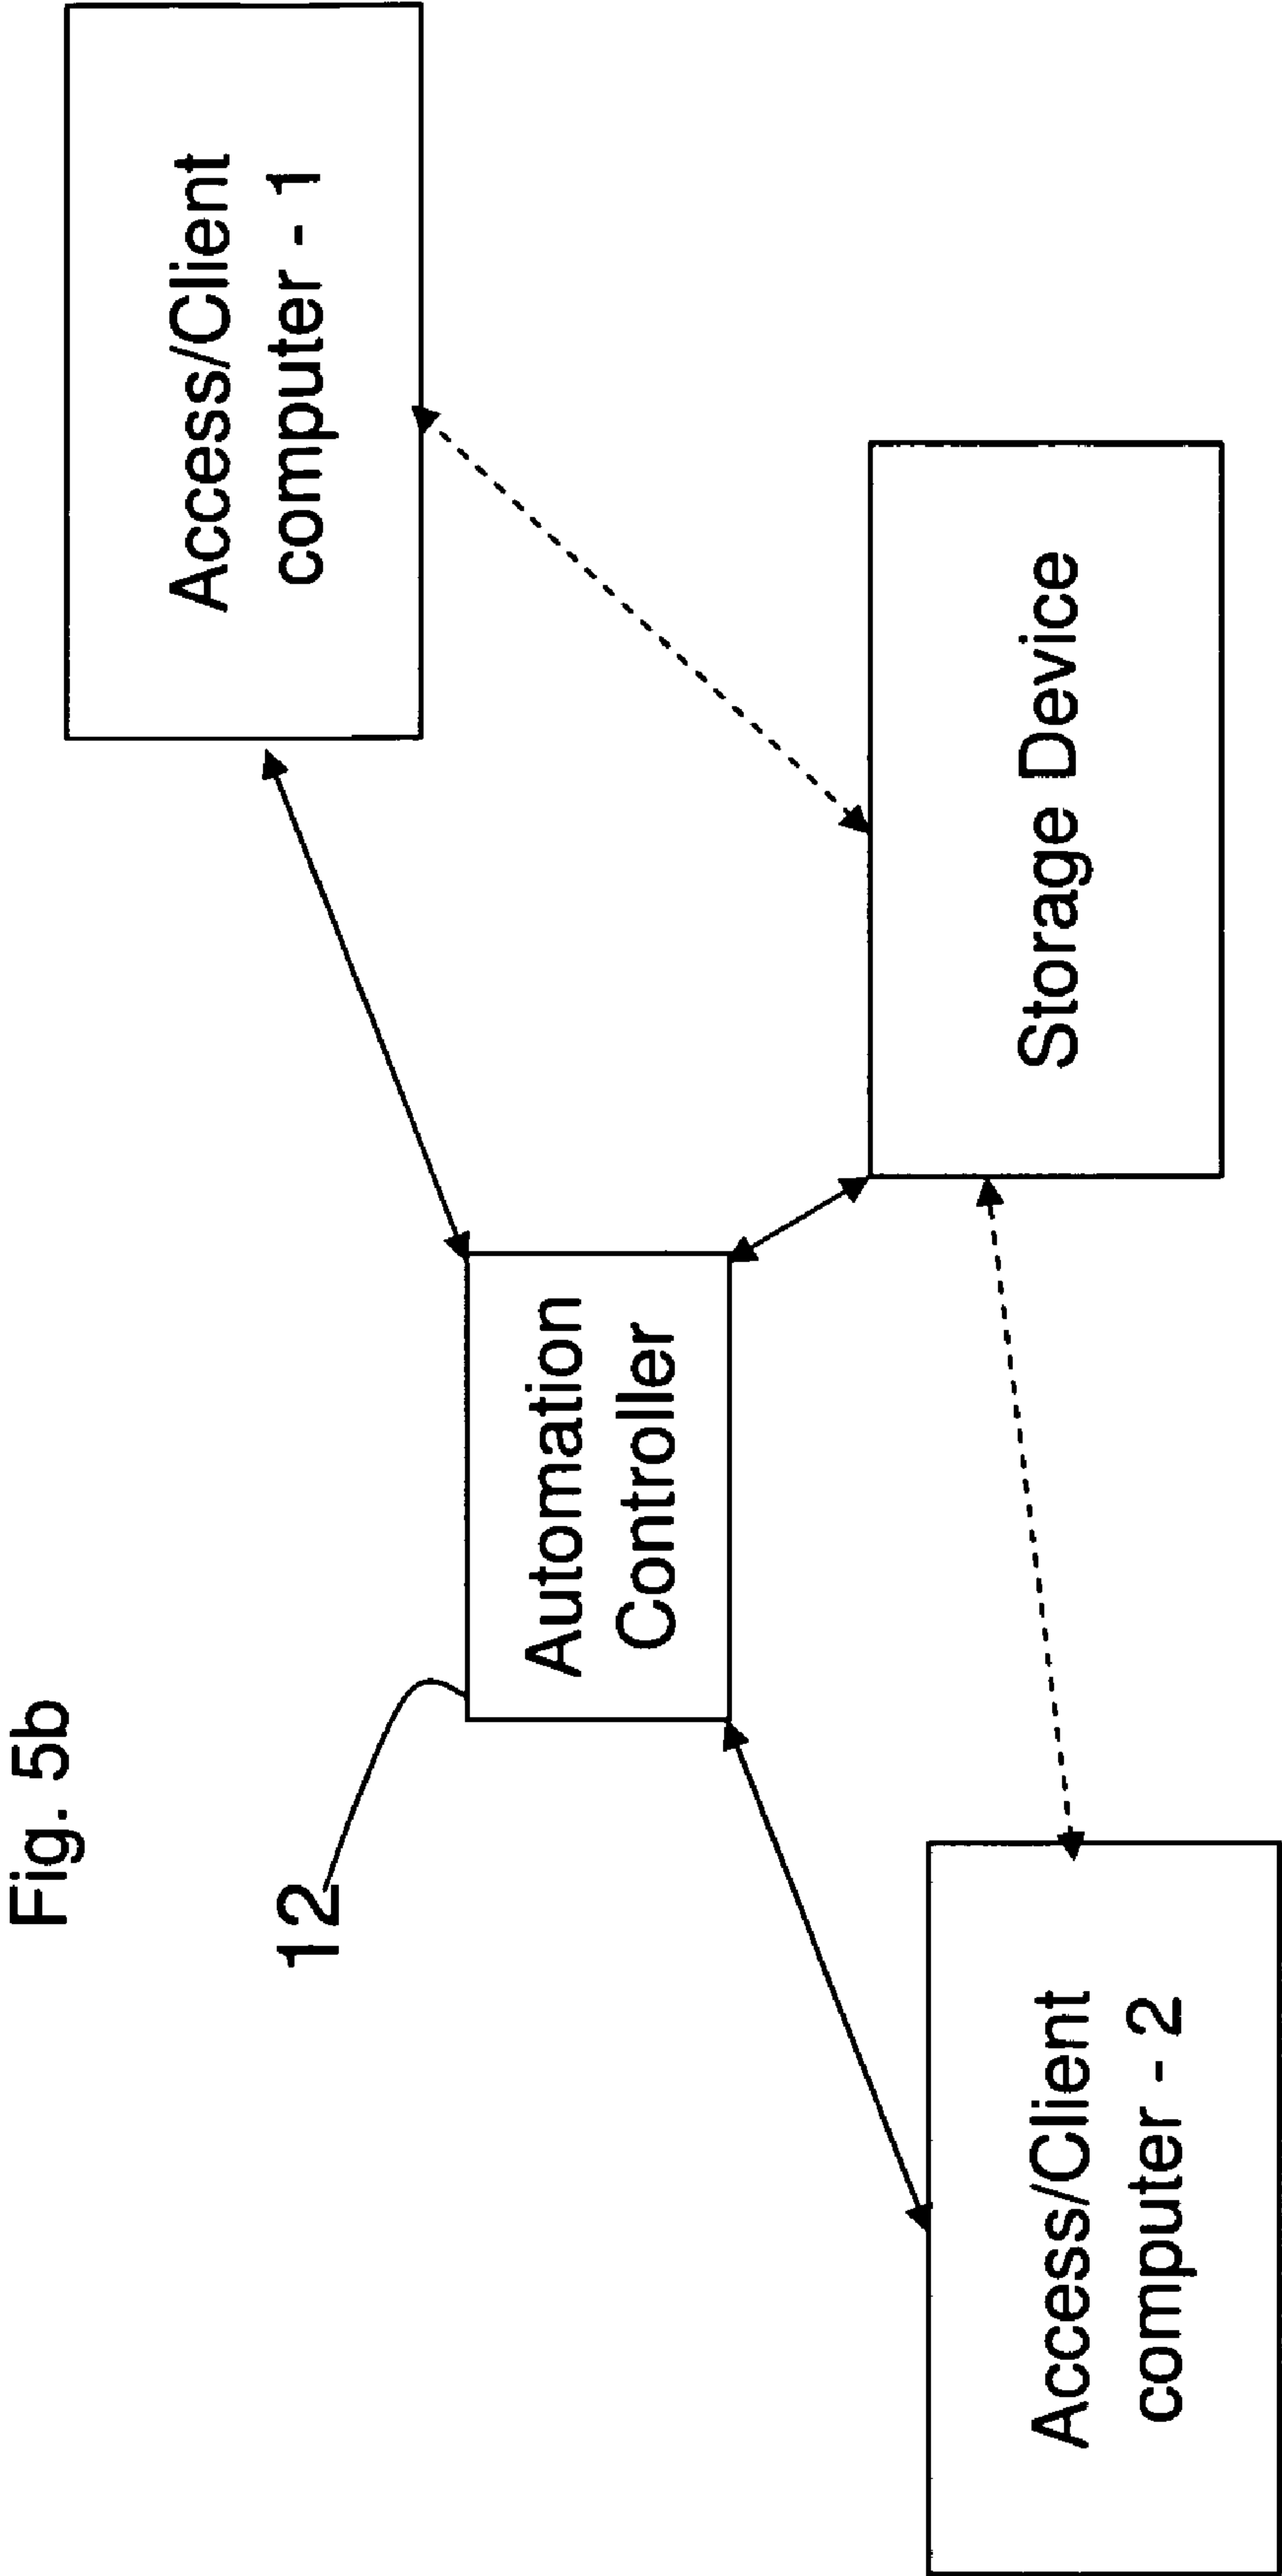 Fig. 5b
12
Automation
Controller
Access/Client
computer - 1
Storage Device
Access/Client
computer - 2